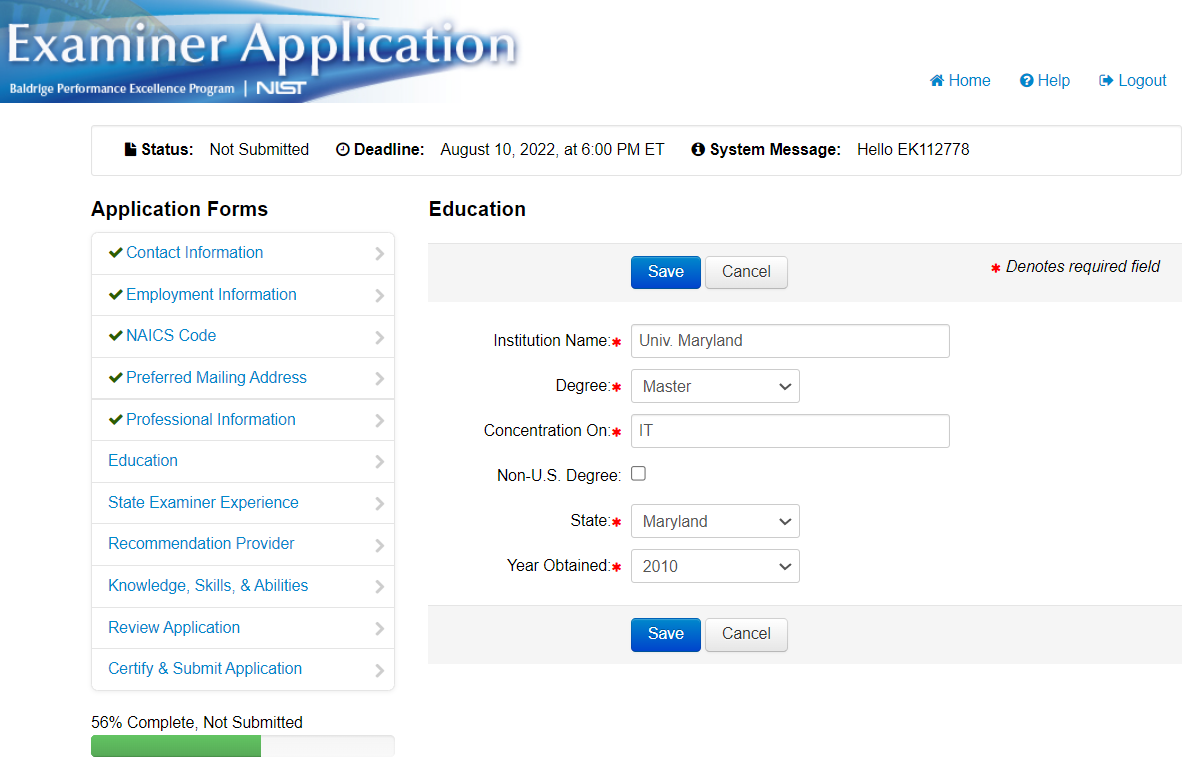 Examiner Application
Baldrige Performance Excellence Program | NIST
Home Help Logout
Status: Not Submitted Deadline: August 10, 2022, at 6:00 PM ET System Message: Hello EK112778
Application Forms
Contact Information
Employment Information
NAICS Code
Preferred Mailing Address
Professional Information
Education
State Examiner Experience
Recommendation Provider
Knowledge, Skills, & Abilities
Review Application
Certify & Submit Application
56% Complete, Not Submitted
Education
Save Cancel
* Denotes required field
Institution Name:* Univ. Maryland
Degree:* Master
Concentration On:* IT
Non-U.S. Degree:
State:* Maryland
Year Obtained:* 2010
Save Cancel